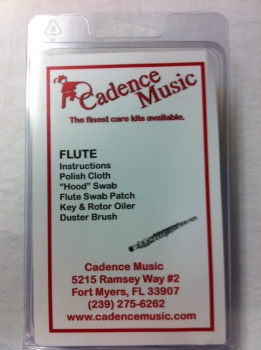 Cadence
Music
The finest care kits available.
FLUTE
Instructions
Polish Cloth
"Hood" Swab
Flute Swab Patch
Key & Rotor Oiler
Duster Brush
Cadence Music
5215 Ramsey Way #2
Fort Myers, FL 33907
(239) 275-6262
www.cadencemusic.com